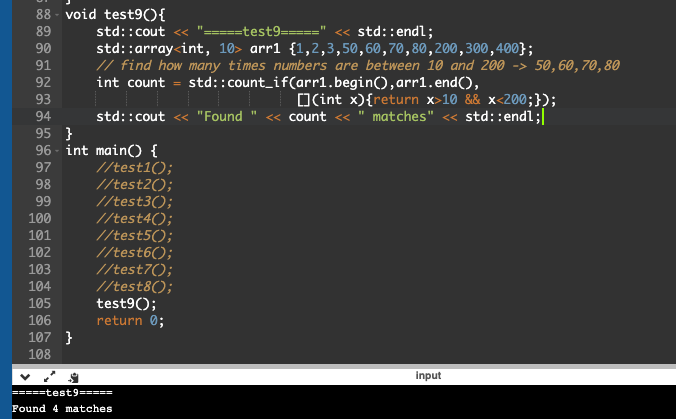 88 void test9(){
89     std::cout << "=====test9=====" << std::endl;
90     std::array<int, 10> arr1 {1,2,3,50,60,70,80,200,300,400};
91     // find how many times numbers are between 10 and 200 -> 50,60,70,80
92     int count = std::count_if(arr1.begin(),arr1.end(),
93                             [](int x){return x>10 && x<200;});
94     std::cout << "Found " << count << " matches" << std::endl;
95 }
96 int main() {
97     //test1();
98     //test2();
99     //test3();
100     //test4();
101     //test5();
102     //test6();
103     //test7();
104     //test8();
105     test9();
106     return 0;
107 }
108
input
=====test9=====
Found 4 matches